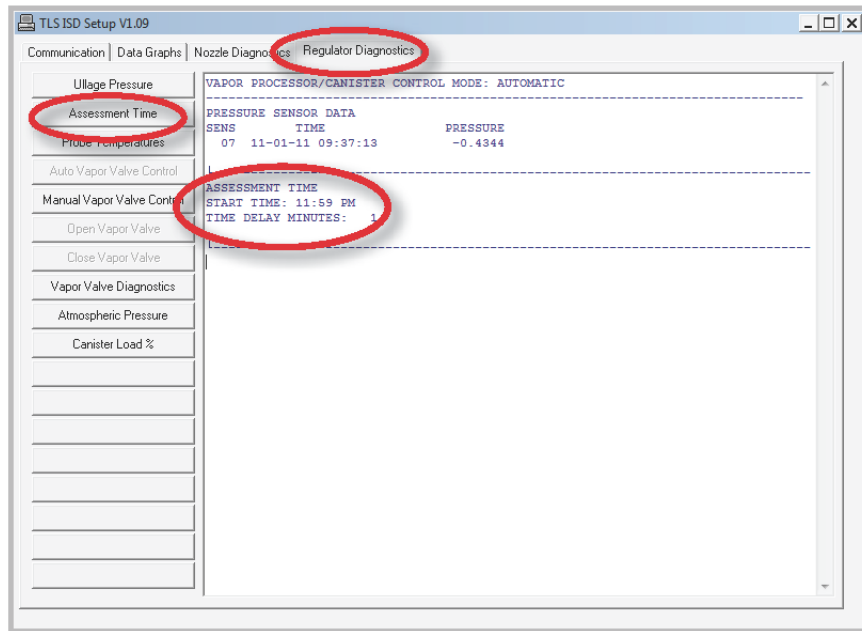 TLS ISD Setup V1.09
Communication Data Graphs Nozzle Diagnostics Regulator Diagnostics
Ullage Pressure
Assessment Time
Probe Temperatures
Auto Vapor Valve Control
Manual Vapor Valve Control
Open Vapor Valve
Close Vapor Valve
Vapor Valve Diagnostics
Atmospheric Pressure
Canister Load %
VAPOR PROCESSOR/CANISTER CONTROL MODE: AUTOMATIC
PRESSURE SENSOR DATA
SENS TIME PRESSURE
07 11-01-11 09:37:13 -0.4344
ASSESSMENT TIME
START TIME: 11:59 PM
TIME DELAY MINUTES: 1